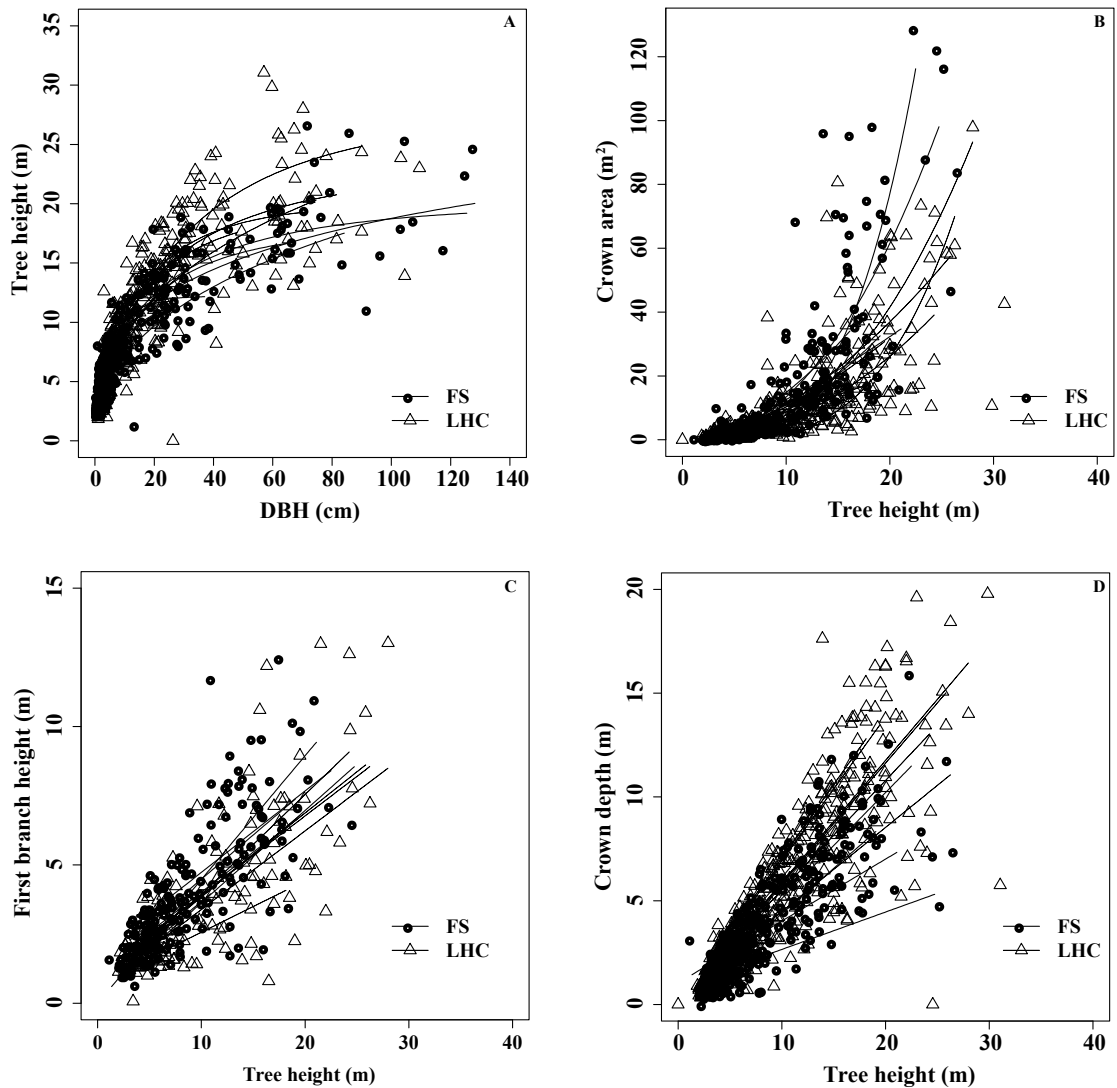 A
Tree height (m)
35
30
25
20
15
10
5
0
FS
LHC
0 20 40 60 80 100 120 140
DBH (cm)
B
Crown area (m²)
120
100
80
60
40
20
0
FS
LHC
0 10 20 30 40
Tree height (m)
C
First branch height (m)
15
10
5
0
FS
LHC
0 10 20 30 40
Tree height (m)
D
Crown depth (m)
20
15
10
5
0
FS
LHC
0 10 20 30 40
Tree height (m)